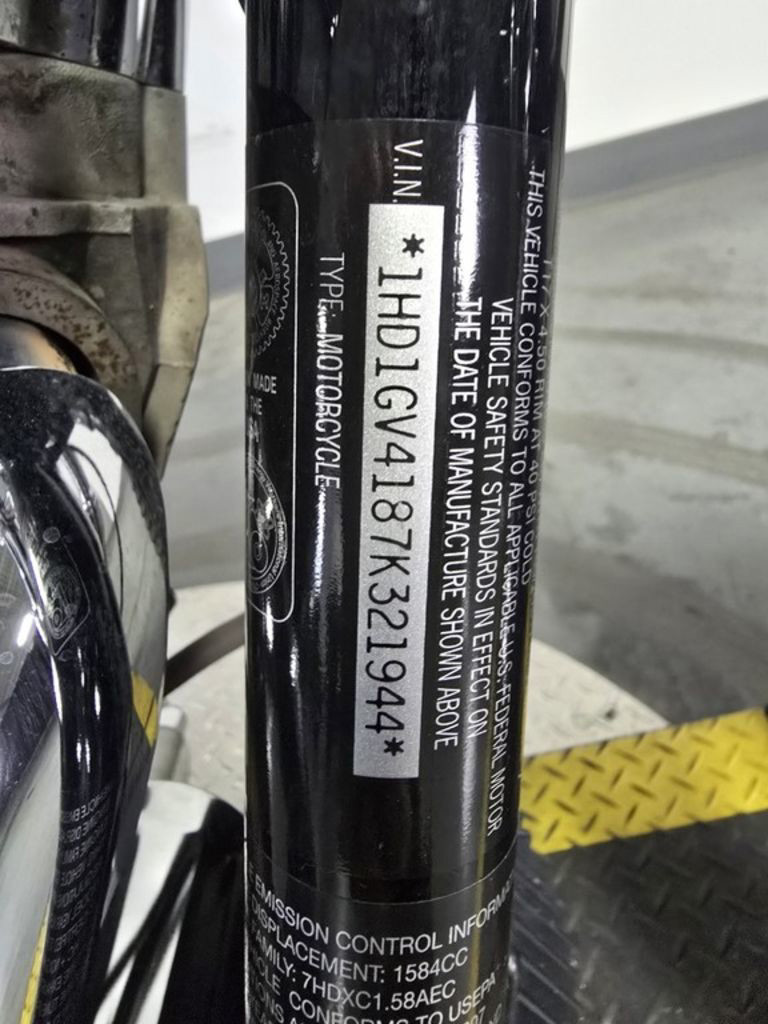 THIS VEHICLE CONFORMS TO ALL APPLICABLE U.S. FEDERAL MOTOR
VEHICLE SAFETY STANDARDS IN EFFECT ON
THE DATE OF MANUFACTURE SHOWN ABOVE
V.I.N.
*1HD1GV4187K321944*
TYPE: MOTORCYCLE
MADE
THE
X 4.50 RIM AT 40 PSI COLD
EMISSION CONTROL
DISPLACEMENT: 1584CC
7HDXC1.58AEC
CONFORMS TO USEPA